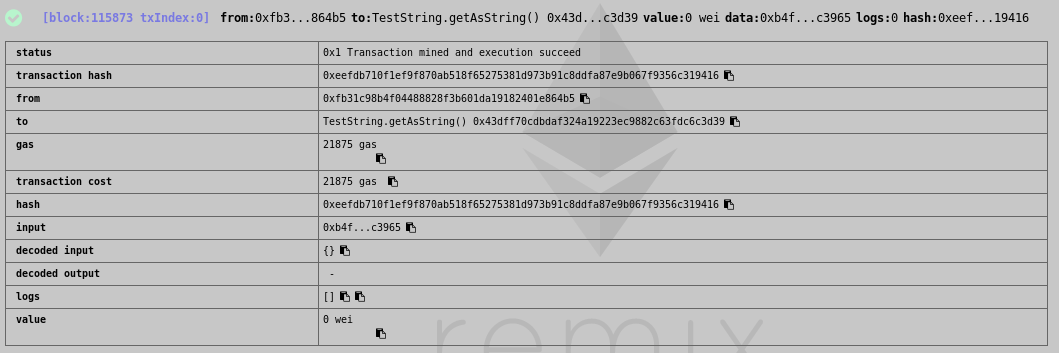 [block:115873 txIndex:0] from:0xfb3...864b5 to:TestString.getAsString() 0x43d...c3d39 value:0 wei data:0xb4f...c3965 logs:0 hash:0xeef...19416
status 0x1 Transaction mined and execution succeed
transaction hash 0xeefdb710f1ef9f870ab518f65275381d973b91c8ddfa87e9b067f9356c319416
from 0xfb31c98b4f04488828f3b601da19182401e864b5
to TestString.getAsString() 0x43dff70cdbdaf324a19223ec9882c63fdc6c3d39
gas 21875 gas
transaction cost 21875 gas
hash 0xeefdb710f1ef9f870ab518f65275381d973b91c8ddfa87e9b067f9356c319416
input 0xb4f...c3965
decoded input {}
decoded output -
logs []
value 0 wei
remix